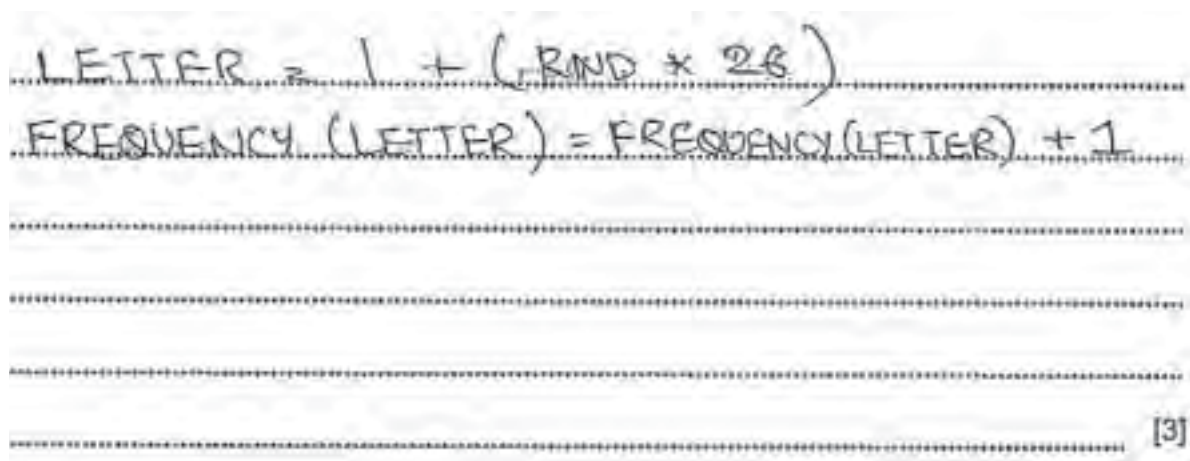 LETTER = 1 + (RND * 26)
FREQUENCY (LETTER) = FREQUENCY (LETTER) + 1
[3]